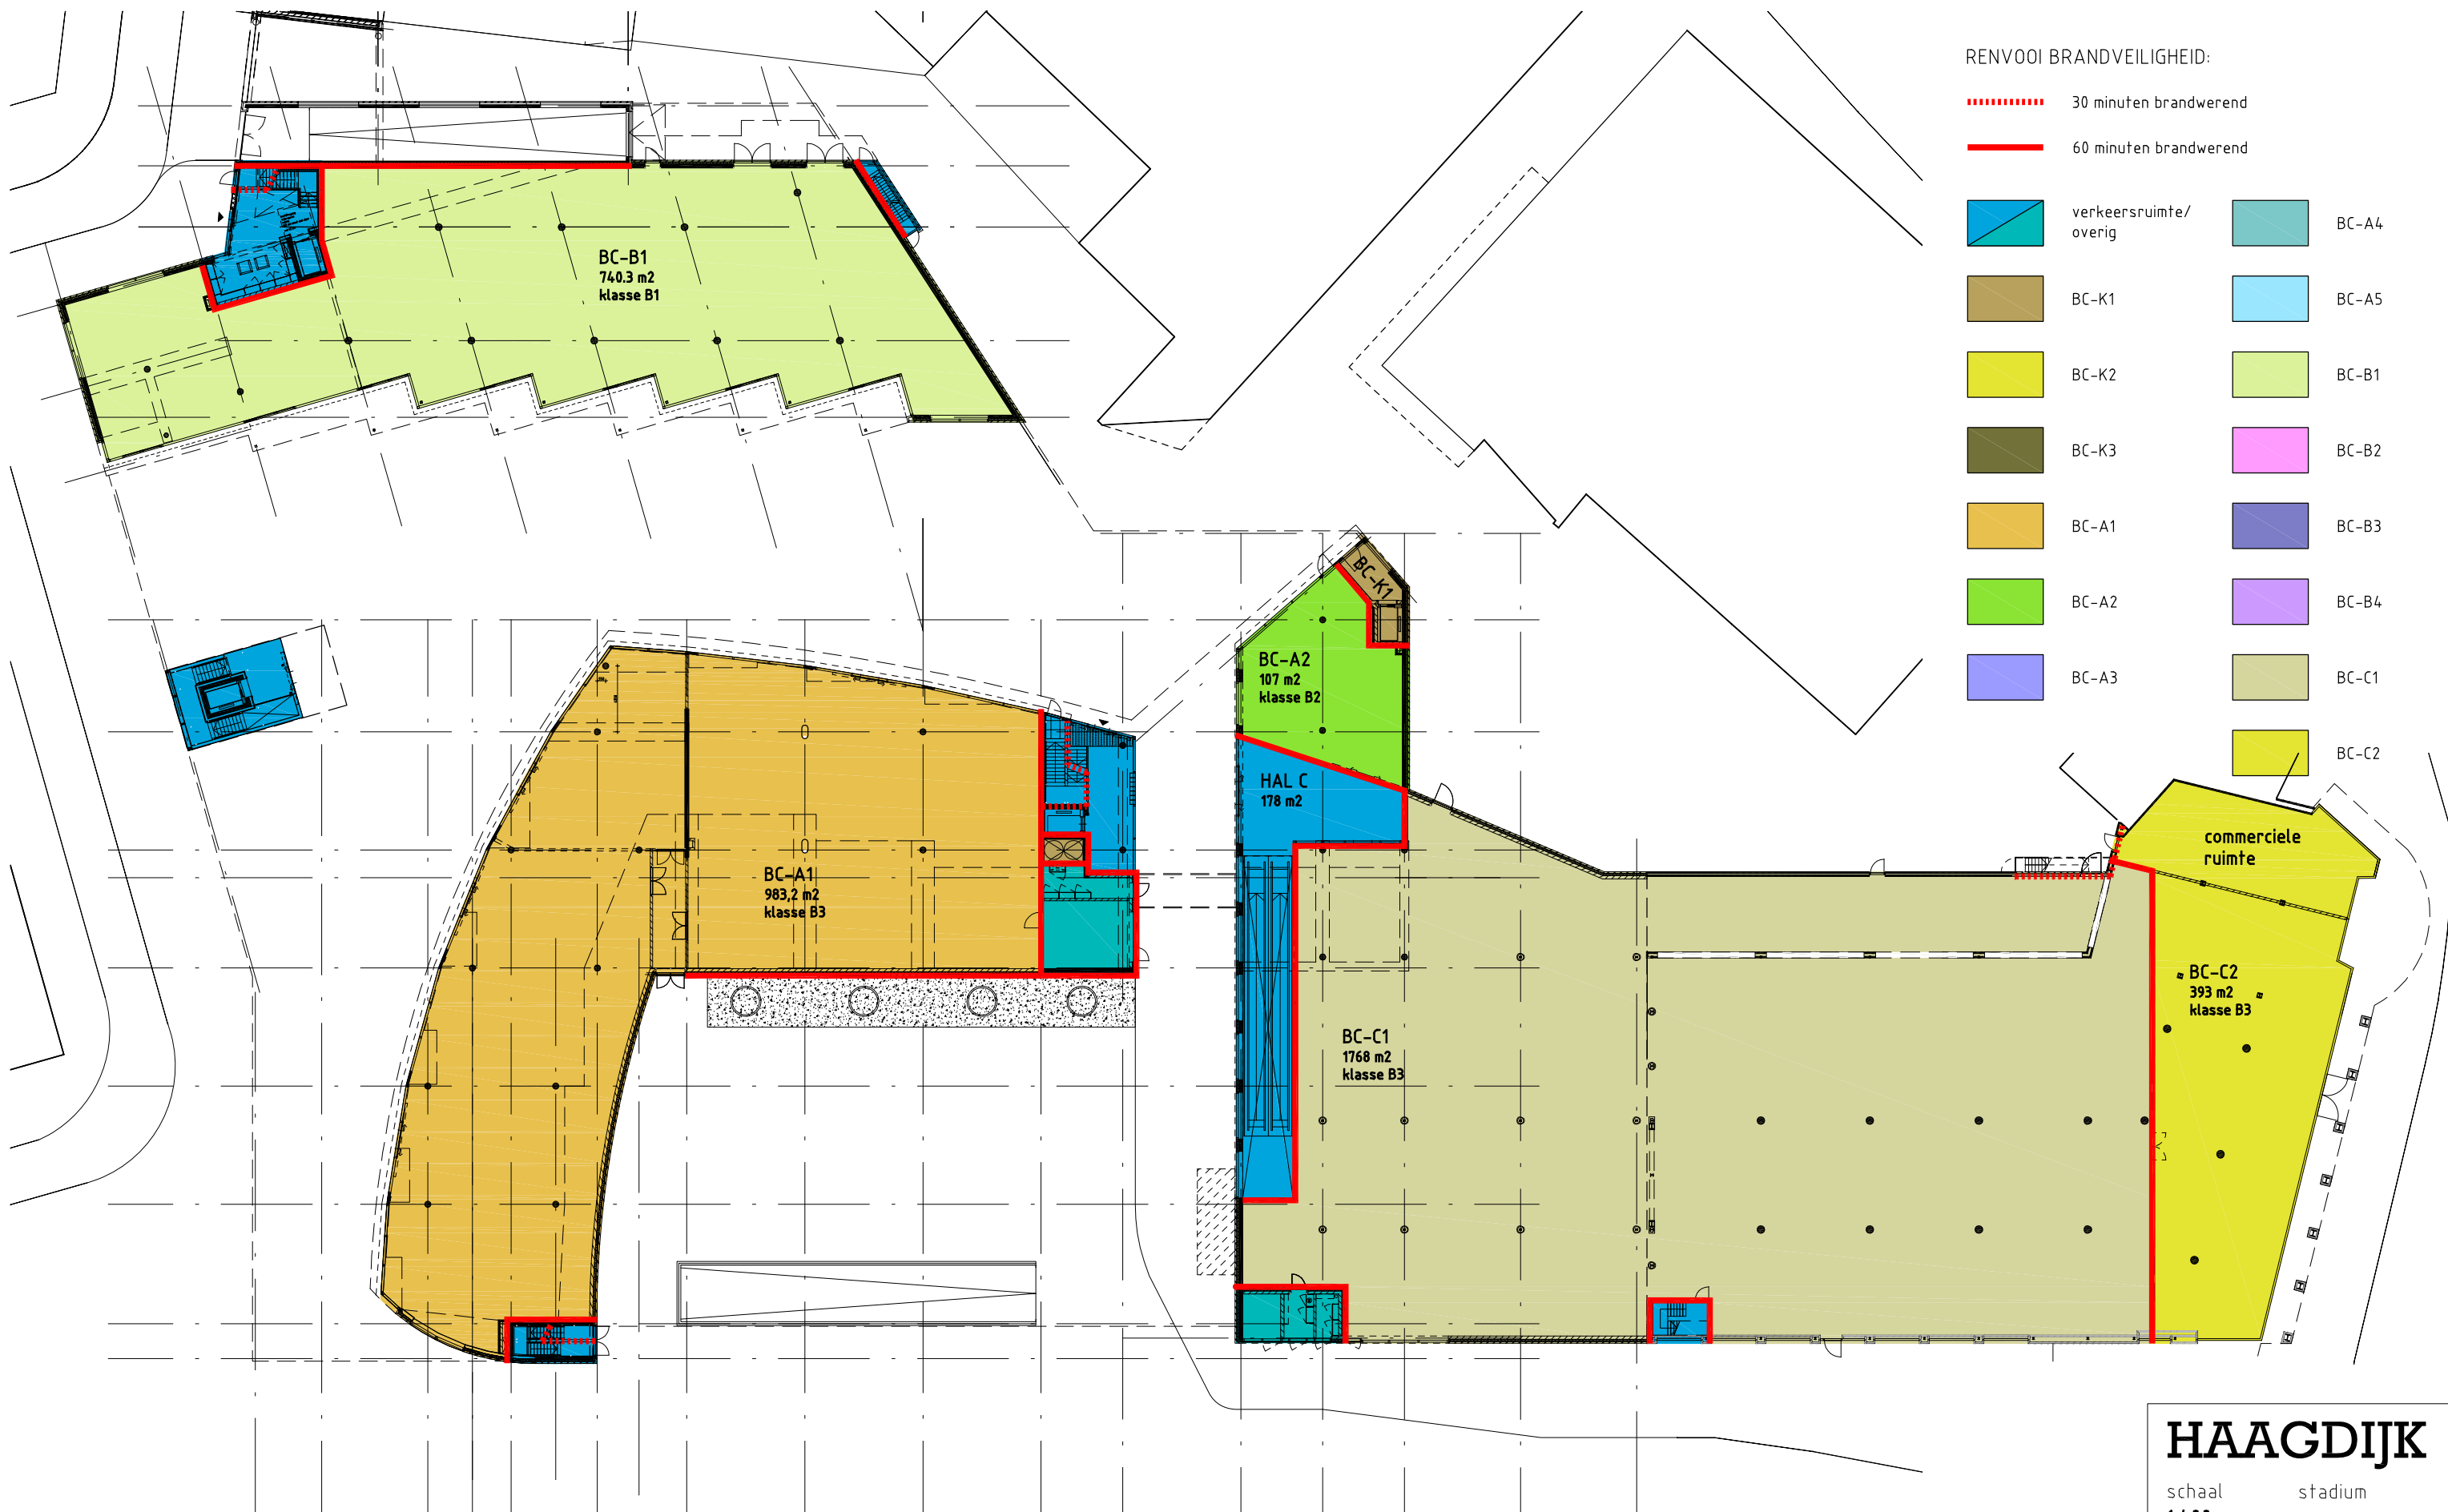 RENVOOI BRANDVEILIGHEID:
30 minuten brandwerend
60 minuten brandwerend
verkeersruimte/
overig
BC-K1
BC-K2
BC-K3
BC-A1
BC-A2
BC-A3
BC-A4
BC-A5
BC-B1
BC-B2
BC-B3
BC-B4
BC-C1
BC-C2
BC-B1
740.3 m2
klasse B1
BC-K1
BC-A2
107 m2
klasse B2
HAL C
178 m2
BC-A1
983,2 m2
klasse B3
commerciele
ruimte
BC-C2
393 m2
klasse B3
BC-C1
1768 m2
klasse B3
HAAGDIJK
schaal
stadium